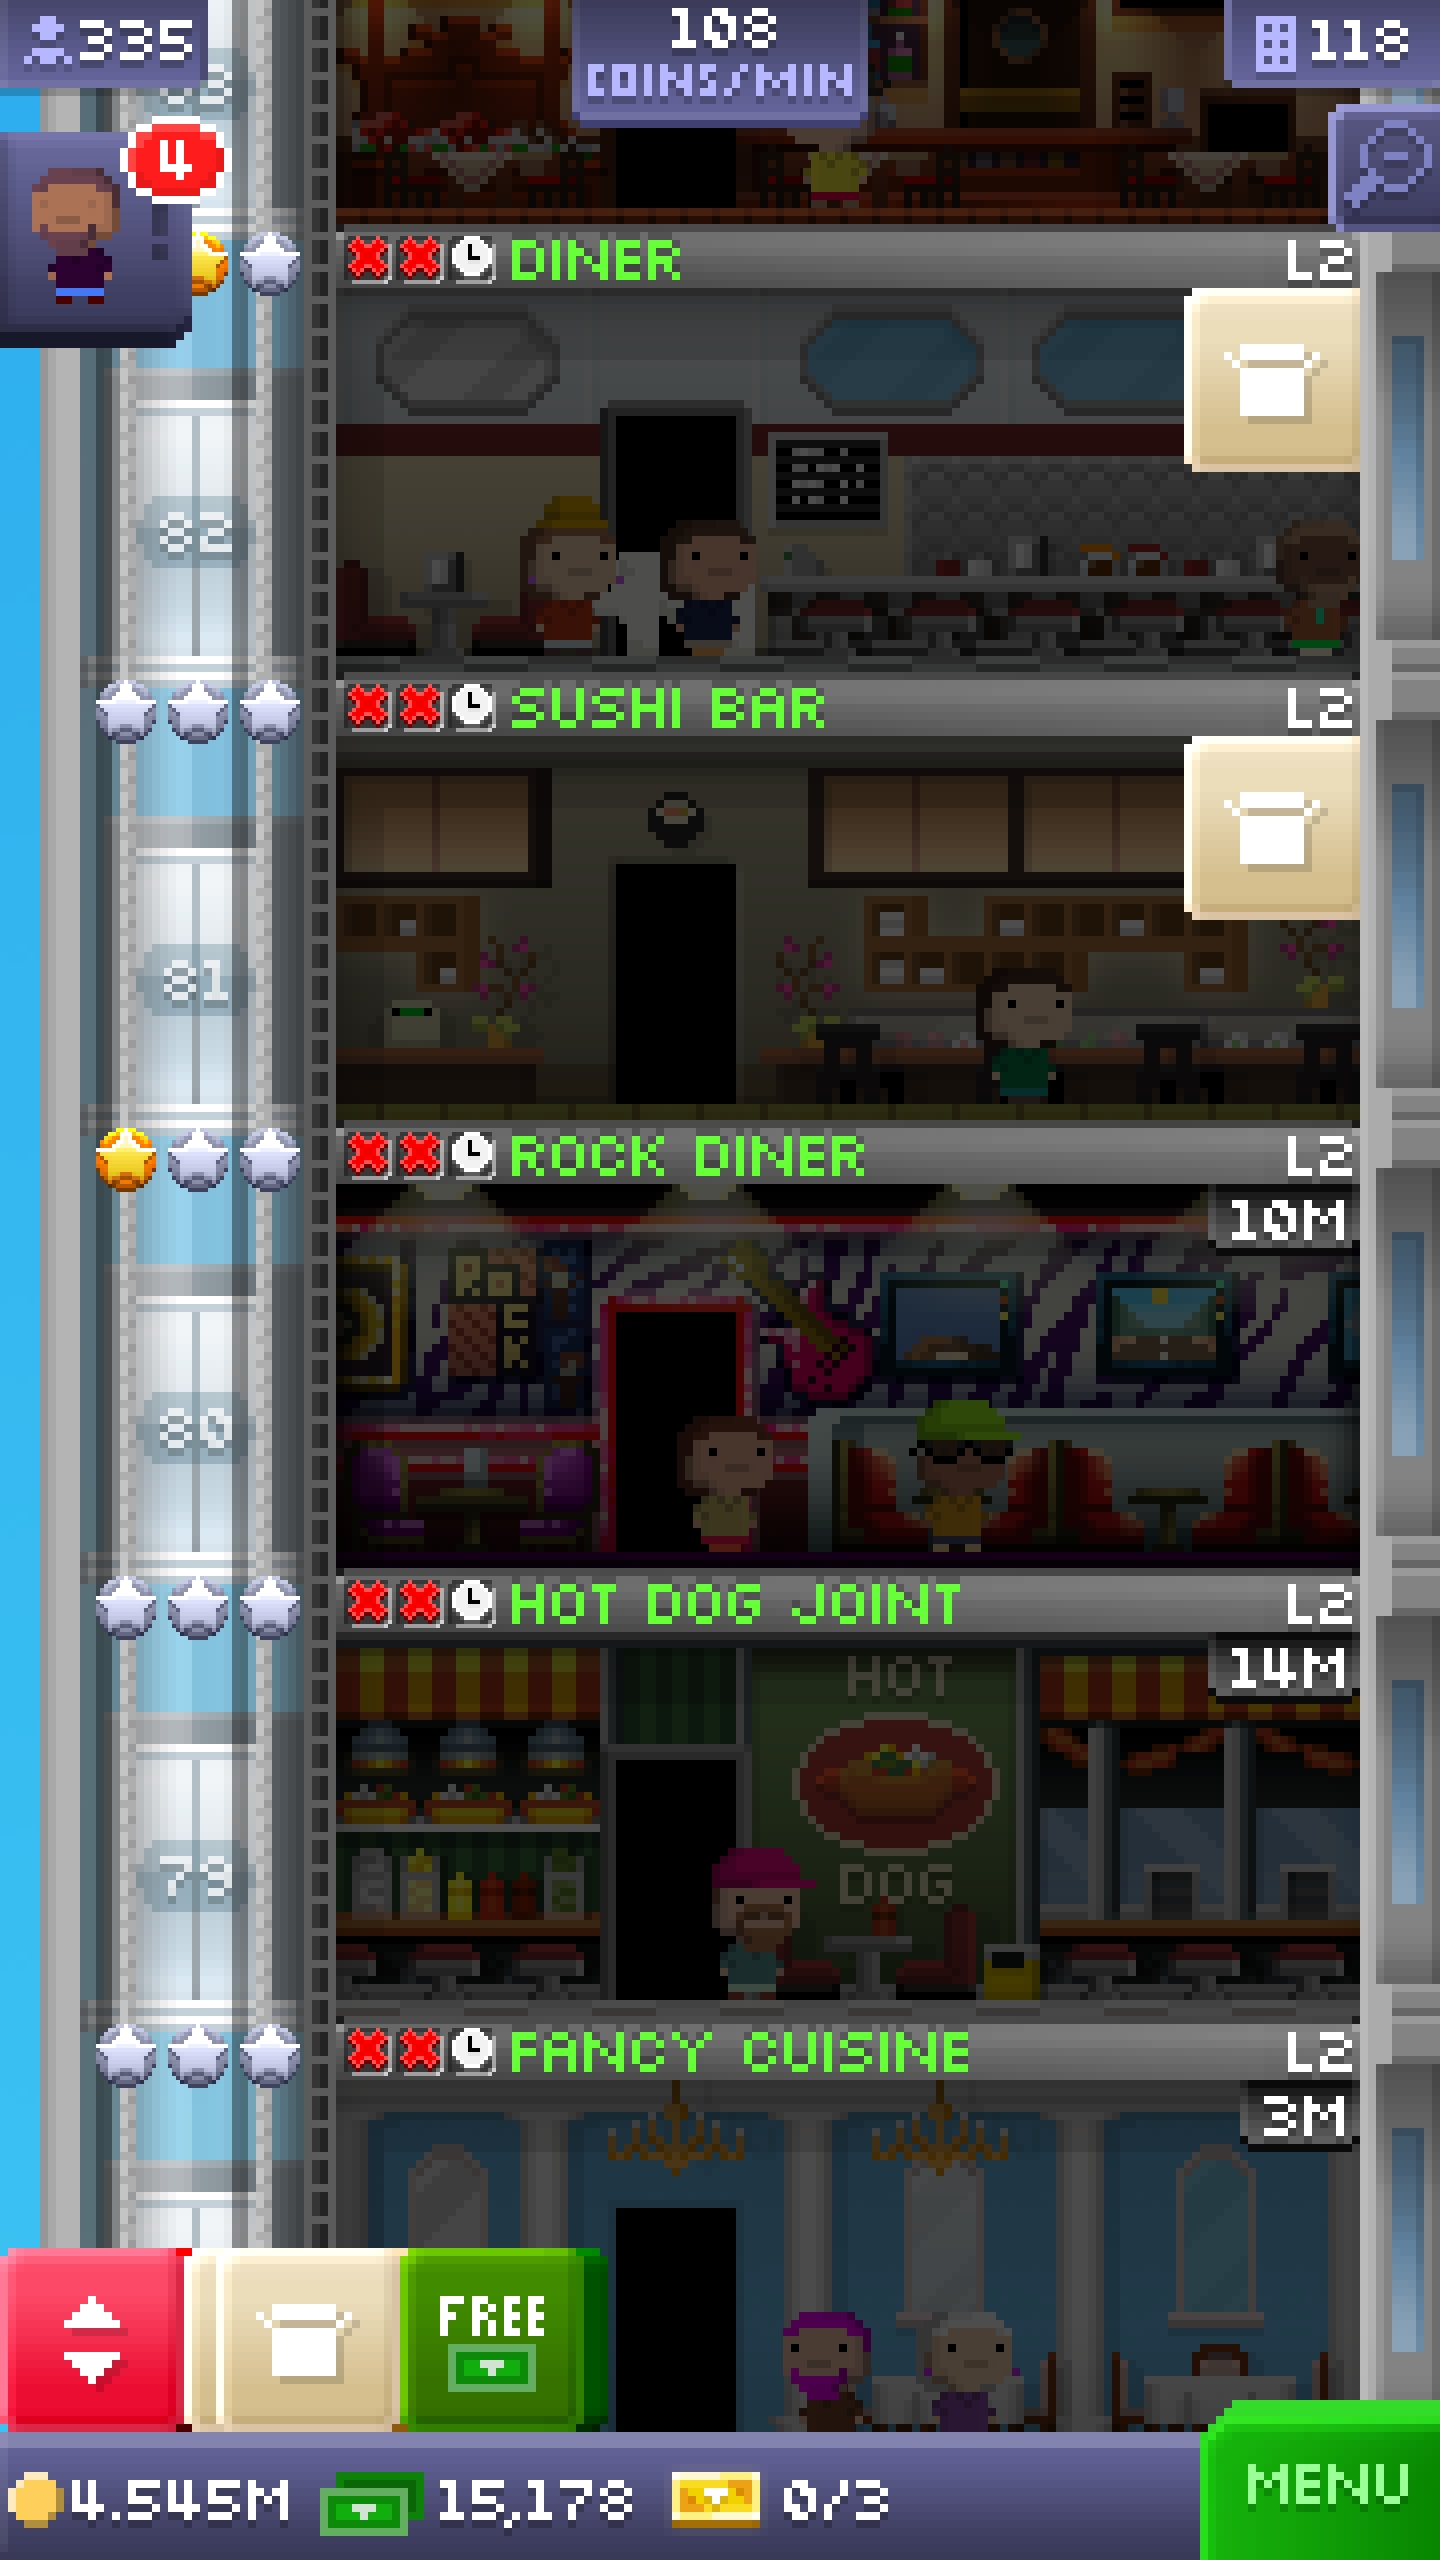 335
108
COINS/MIN
118
4
DINER
L2
82
SUSHI BAR
L2
81
ROCK DINER
L2
10M
ROCK
80
HOT DOG JOINT
L2
14M
HOT
DOG
79
FANCY CUISINE
L2
3M
FREE
4.545M
15,178
0/3
MENU